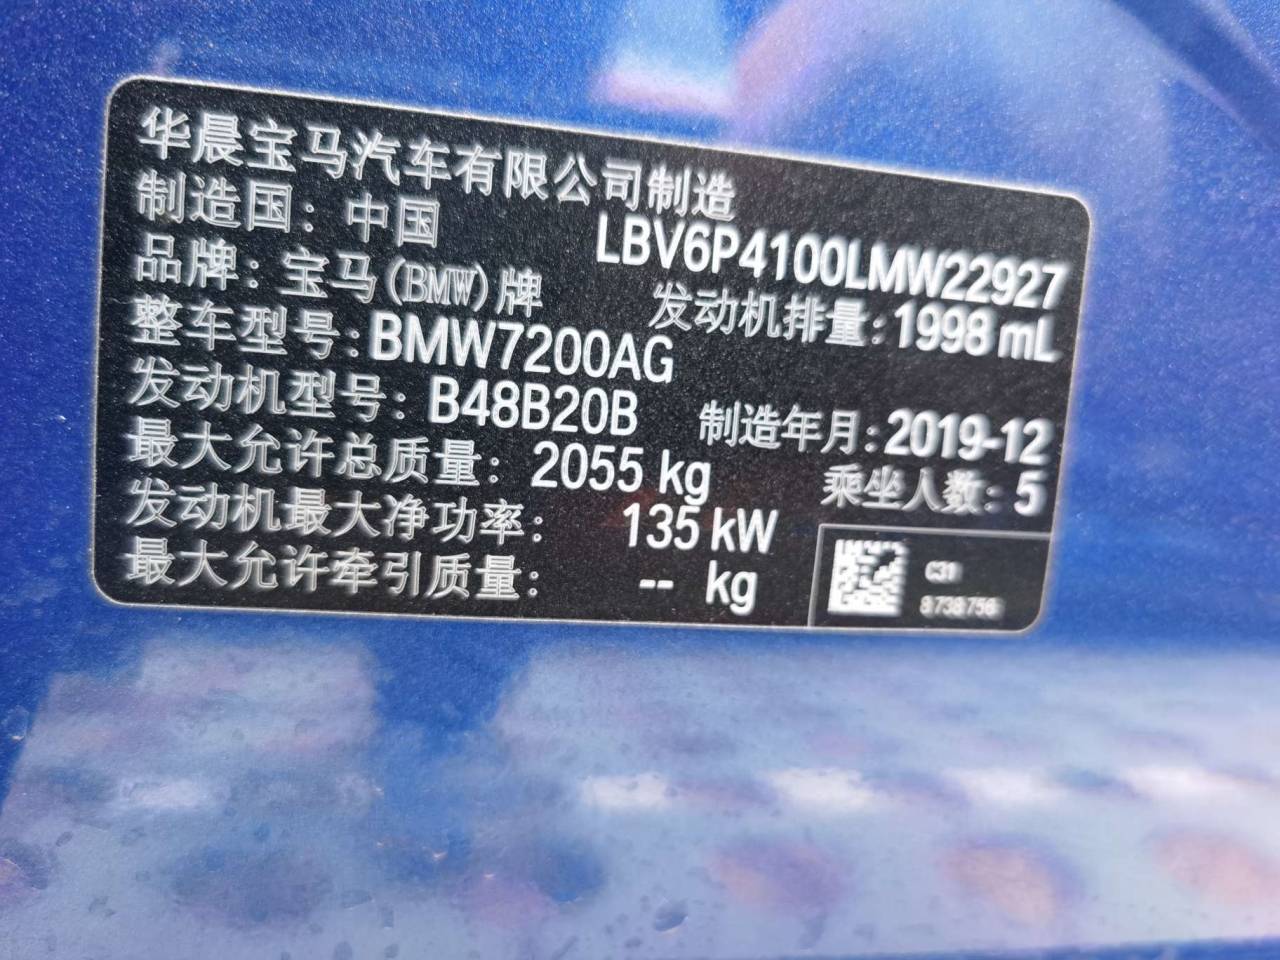 华晨宝马汽车有限公司制造
制造国：中国 LBV6P4100LMW22927
品牌：宝马(BMW)牌 发动机排量：1998 mL
整车型号：BMW7200AG
发动机型号：B48B20B 制造年月：2019-12
最大允许总质量：2055 kg 乘坐人数：5
发动机最大净功率：135 kW
最大允许牵引质量：-- kg
C31
8738756